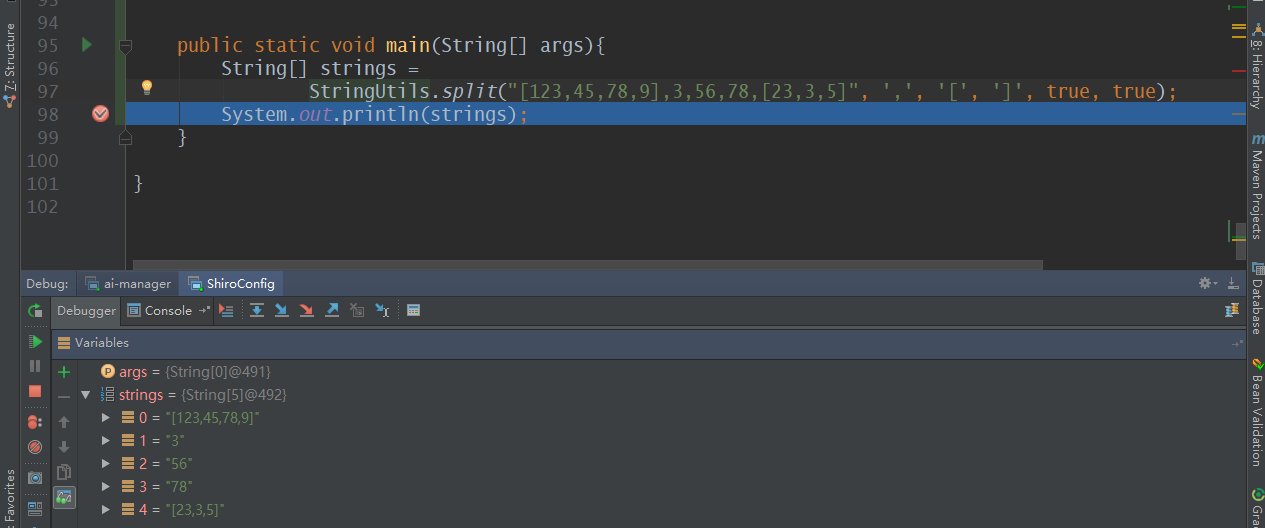 93
94
95 public static void main(String[] args){
96 String[] strings =
97 StringUtils.split("[123,45,78,9],3,56,78,[23,3,5]", ',', '[', ']', true, true);
98 System.out.println(strings);
99 }
100
101 }
102
7: Structure
Favorites
8: Hierarchy
m Maven Projects
Database
Bean Validation
Debug: ai-manager ShiroConfig
Debugger Console
Variables
args = {String[0]@491}
strings = {String[5]@492}
0 = "[123,45,78,9]"
1 = "3"
2 = "56"
3 = "78"
4 = "[23,3,5]"